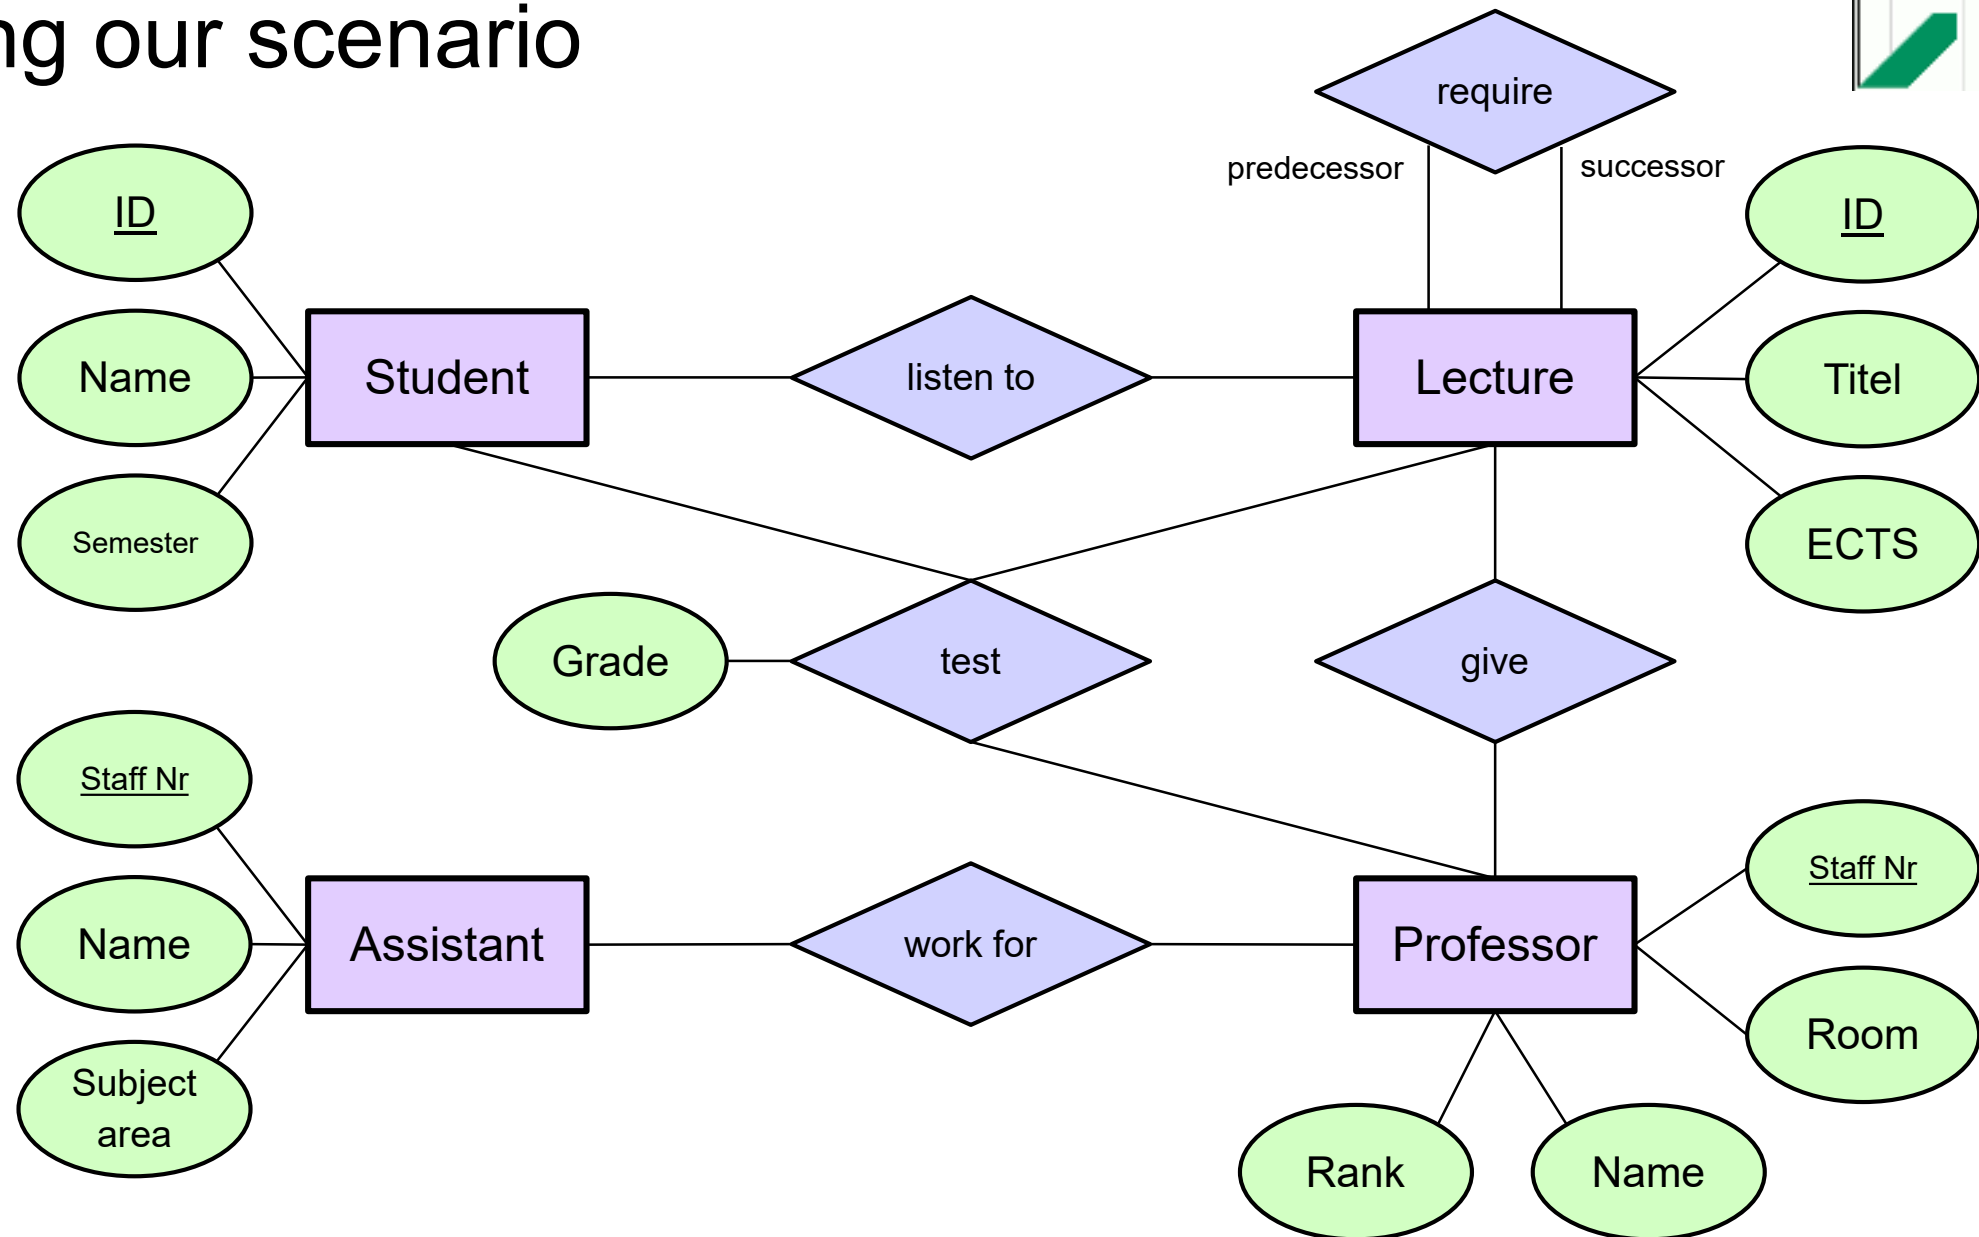 ng our scenario
require
predecessor
successor
ID
ID
Name
Student
listen to
Lecture
Titel
Semester
ECTS
Grade
test
give
Staff Nr
Staff Nr
Name
Assistant
work for
Professor
Room
Subject
area
Rank
Name